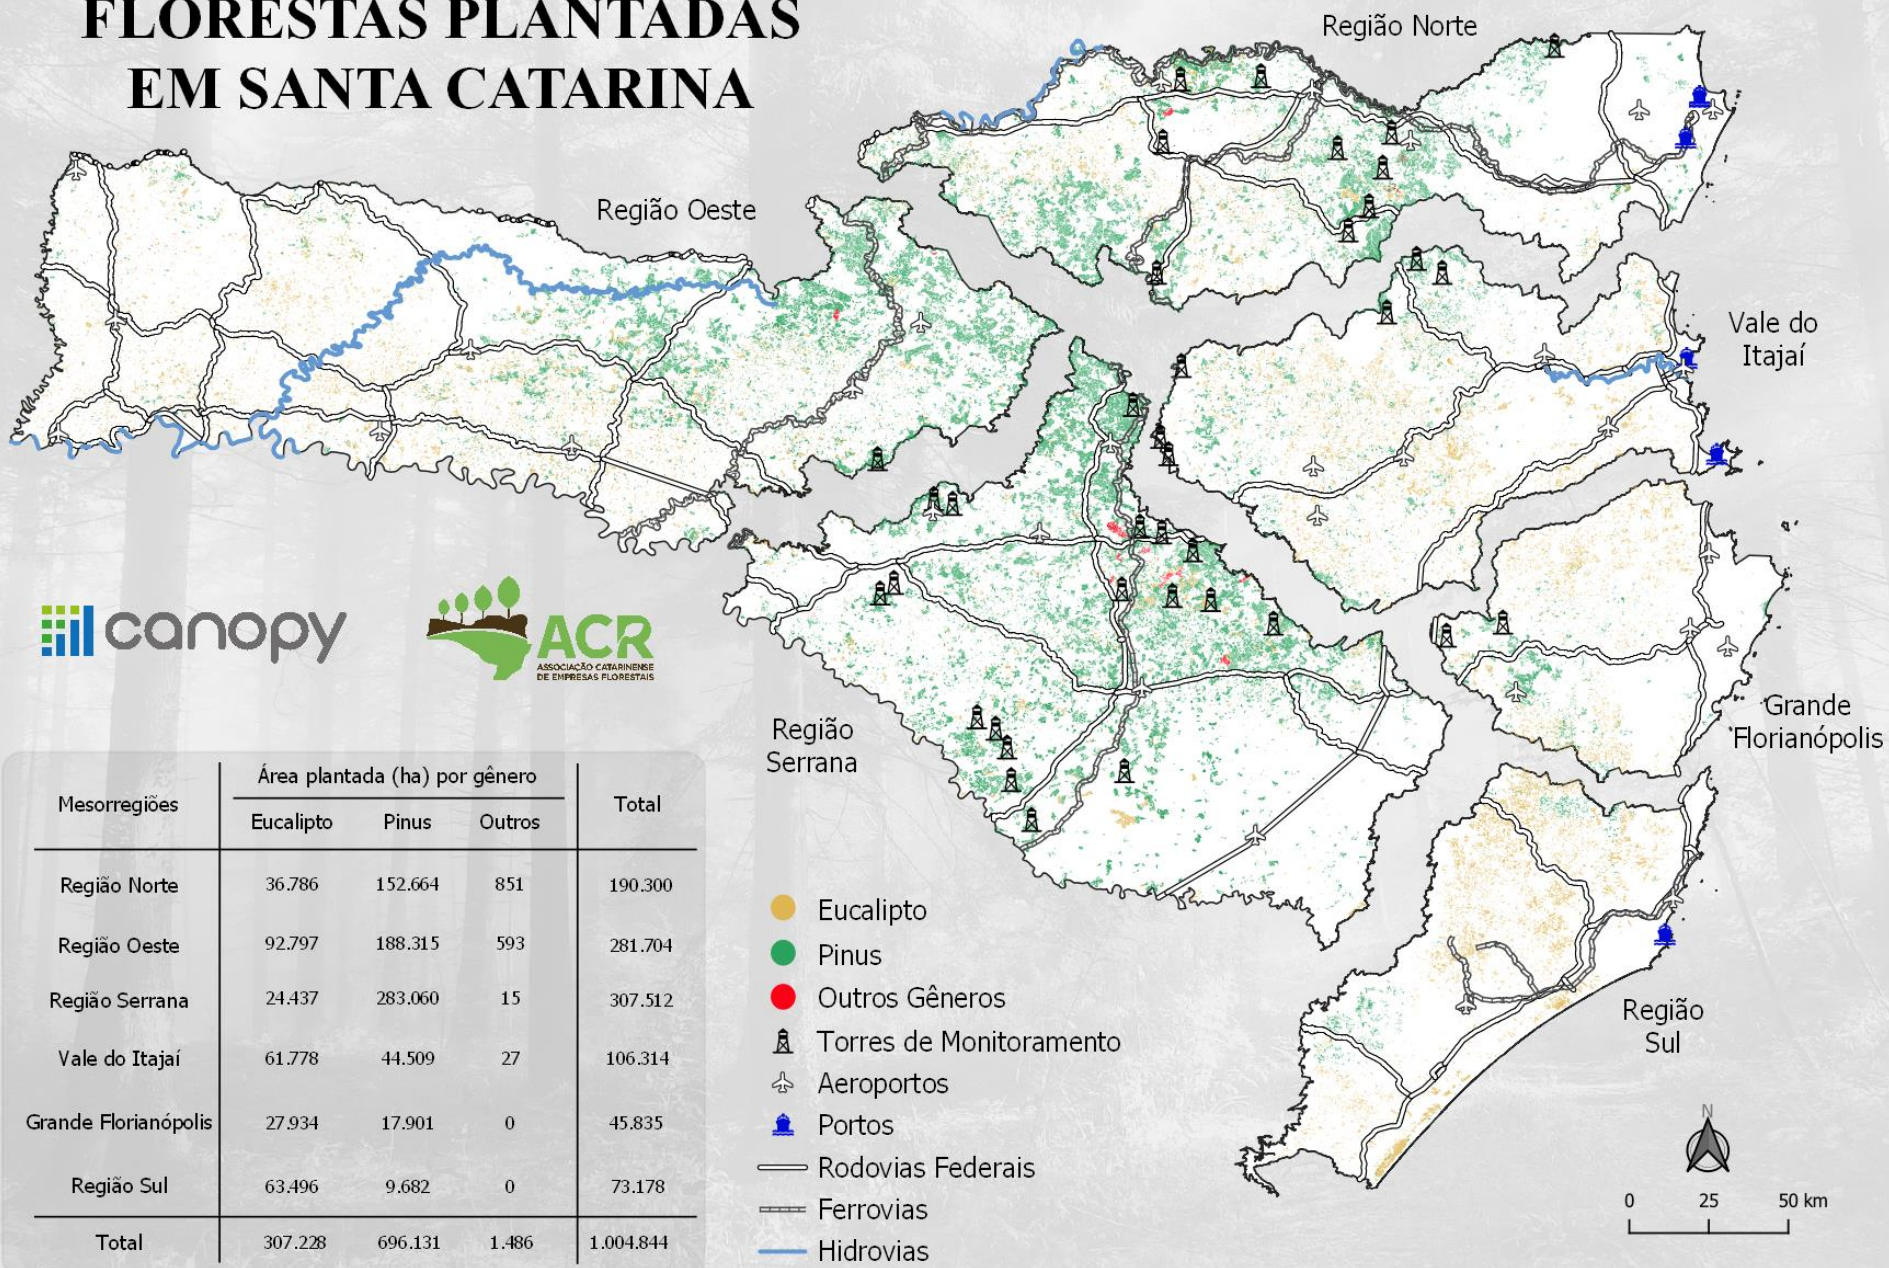 FLORESTAS PLANTADAS
EM SANTA CATARINA
Região Norte
Região Oeste
Vale do
Itajaí
canopy
ACR
ASSOCIAÇÃO CATARINENSE
DE EMPRESAS FLORESTAIS
Região
Serrana
Grande
Florianópolis
Região
Sul
Mesorregiões Área plantada (ha) por gênero Total
Eucalipto Pinus Outros
Região Norte 36.786 152.664 851 190.300
Região Oeste 92.797 188.315 593 281.704
Região Serrana 24.437 283.060 15 307.512
Vale do Itajaí 61.778 44.509 27 106.314
Grande Florianópolis 27.934 17.901 0 45.835
Região Sul 63.496 9.682 0 73.178
Total 307.228 696.131 1.486 1.004.844
Eucalipto
Pinus
Outros Gêneros
Torres de Monitoramento
Aeroportos
Portos
Rodovias Federais
Ferrovias
Hidrovias
N
0 25 50 km